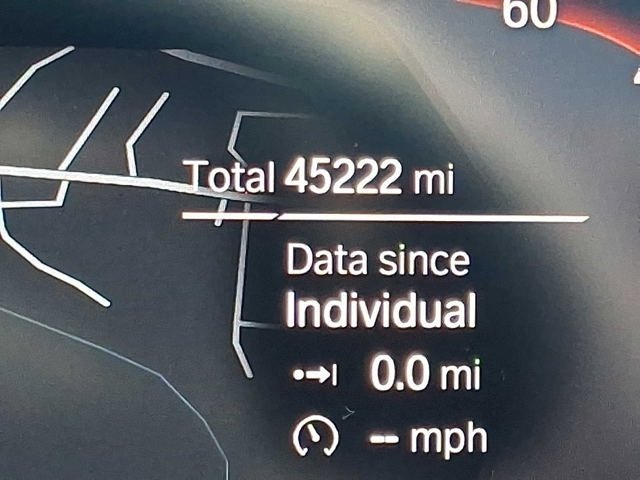 60
Total 45222 mi
Data since
Individual
0.0 mi
-- mph